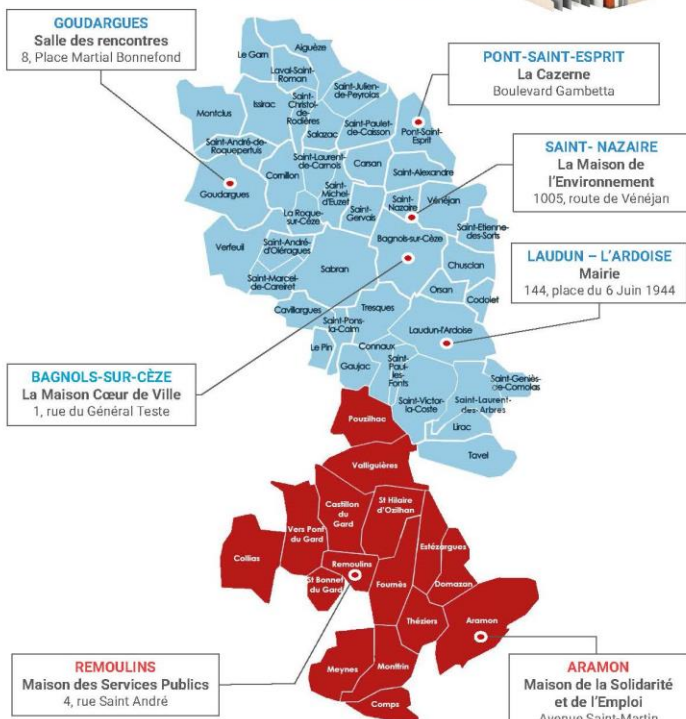 GOUDARGUES
Salle des rencontres
8, Place Martial Bonnefond
PONT-SAINT-ESPRIT
La Cazerne
Boulevard Gambetta
SAINT- NAZAIRE
La Maison de
l'Environnement
1005, route de Vénéjan
LAUDUN – L'ARDOISE
Mairie
144, place du 6 Juin 1944
BAGNOLS-SUR-CÈZE
La Maison Cœur de Ville
1, rue du Général Teste
Le Garn
Aiguèze
Laval-Saint-
Roman
Saint-Julien-
de-Peyrolas
Issirac
Saint-
Christol-
de-
Rodières
Montclus
Salazac
Saint-Paulet-
de-Caisson
Pont-Saint-
Esprit
Saint-André-de-
Roquepertuis
Saint-Laurent-
de-Carnols
Carsan
Cornillon
Saint-Alexandre
Goudargues
Saint-
Michel-
d'Euzet
Saint-
Nazaire
Vénéjan
La Roque-
sur-Cèze
Saint-
Gervais
Saint-Etienne-
des-Sorts
Verfeuil
Saint-André-
d'Olérargues
Bagnols-sur-Cèze
Sabran
Chusclan
Saint-Marcel-
de-Careiret
Orsan
Codolet
Cavillargues
Tresques
Saint-Pons-
la-Calm
Laudun-l'Ardoise
Le Pin
Connaux
Gaujac
Saint-
Paul-
les-
Fonts
Saint-Geniès-
de-Comolas
Saint-Victor-
la-Coste
Saint-Laurent-
des-Arbres
Lirac
Tavel
Pouzilhac
Valliguières
Castillon
du
Gard
St Hilaire
d'Ozilhan
Vers Pont
du Gard
Collias
Estézargues
Remoulins
St Bonnet
du Gard
Fournès
Domazan
Théziers
Aramon
Meynes
Montfrin
Comps
REMOULINS
Maison des Services Publics
4, rue Saint André
ARAMON
Maison de la Solidarité
et de l'Emploi
Avenue Saint-Martin